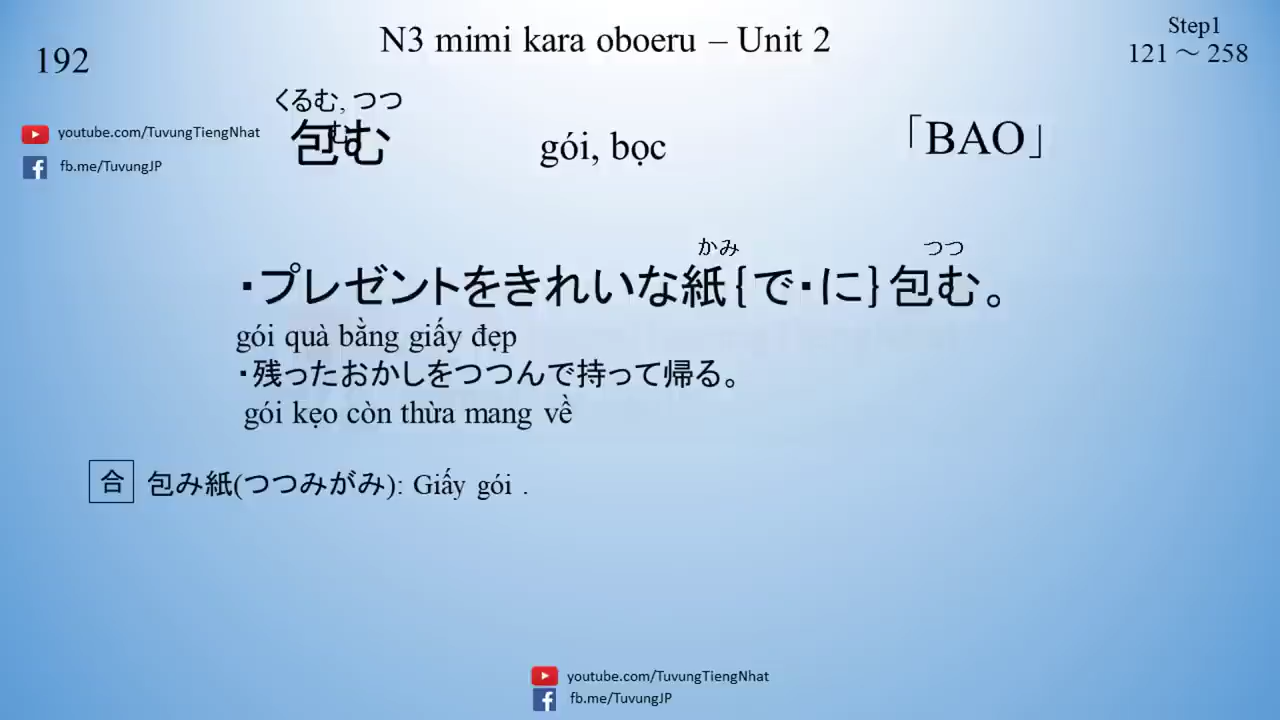 N3 mimi kara oboeru – Unit 2
Step1
121 ～ 258
192
くるむ, つつ
む
包む
gói, bọc
「BAO」
youtube.com/TuvungTiengNhat
fb.me/TuvungJP
かみ つつ
・プレゼントをきれいな紙{で・に}包む。
gói quà bằng giấy đẹp
・残ったおかしをつつんで持って帰る。
gói kẹo còn thừa mang về
合 包み紙(つつみがみ): Giấy gói .
youtube.com/TuvungTiengNhat
fb.me/TuvungJP